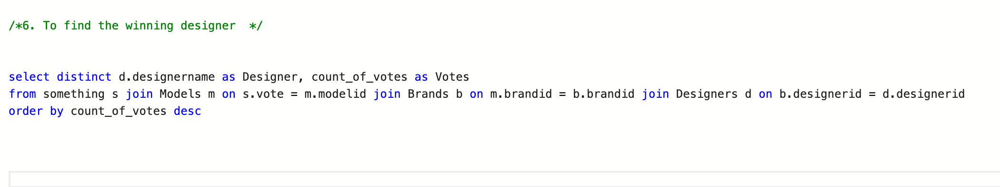 /*6. To find the winning designer  */
select distinct d.designername as Designer, count_of_votes as Votes
from something s join Models m on s.vote = m.modelid join Brands b on m.brandid = b.brandid join Designers d on b.designerid = d.designerid
order by count_of_votes desc